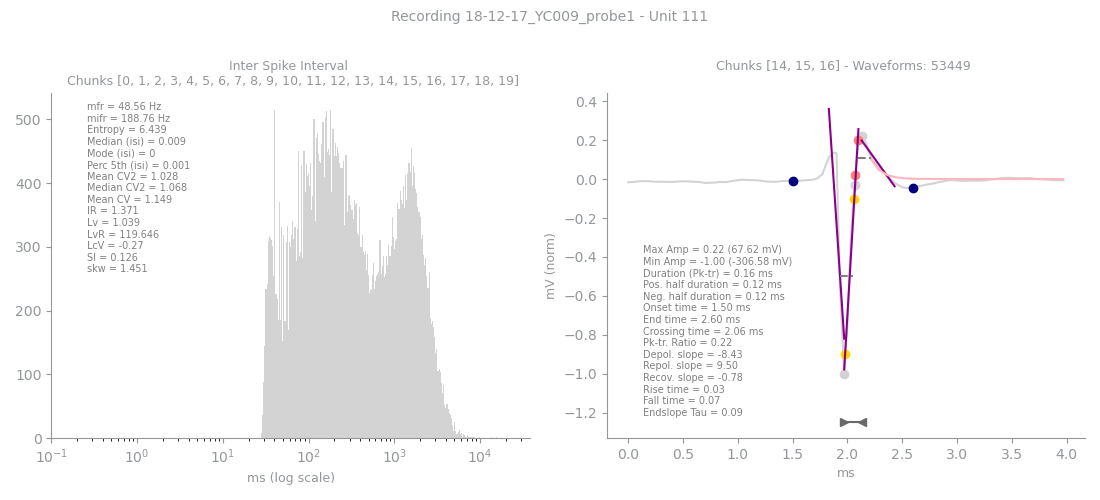 Recording 18-12-17_YC009_probe1 - Unit 111
Inter Spike Interval
Chunks [0, 1, 2, 3, 4, 5, 6, 7, 8, 9, 10, 11, 12, 13, 14, 15, 16, 17, 18, 19]
mfr = 48.56 Hz
mifr = 188.76 Hz
Entropy = 6.439
Median (isi) = 0.009
Mode (isi) = 0
Perc 5th (isi) = 0.001
Mean CV2 = 1.028
Median CV2 = 1.068
Mean CV = 1.149
IR = 1.371
Lv = 1.039
LvR = 119.646
LcV = -0.27
SI = 0.126
skw = 1.451
500
400
300
200
100
0
10⁻¹ 10⁰ 10¹ 10² 10³ 10⁴
ms (log scale)
Chunks [14, 15, 16] - Waveforms: 53449
mV (norm)
0.4
0.2
0.0
−0.2
−0.4
−0.6
−0.8
−1.0
−1.2
Max Amp = 0.22 (67.62 mV)
Min Amp = -1.00 (-306.58 mV)
Duration (Pk-tr) = 0.16 ms
Pos. half duration = 0.12 ms
Neg. half duration = 0.12 ms
Onset time = 1.50 ms
End time = 2.60 ms
Crossing time = 2.06 ms
Pk-tr. Ratio = 0.22
Depol. slope = -8.43
Repol. slope = 9.50
Recov. slope = -0.78
Rise time = 0.03
Fall time = 0.07
Endslope Tau = 0.09
0.0 0.5 1.0 1.5 2.0 2.5 3.0 3.5 4.0
ms